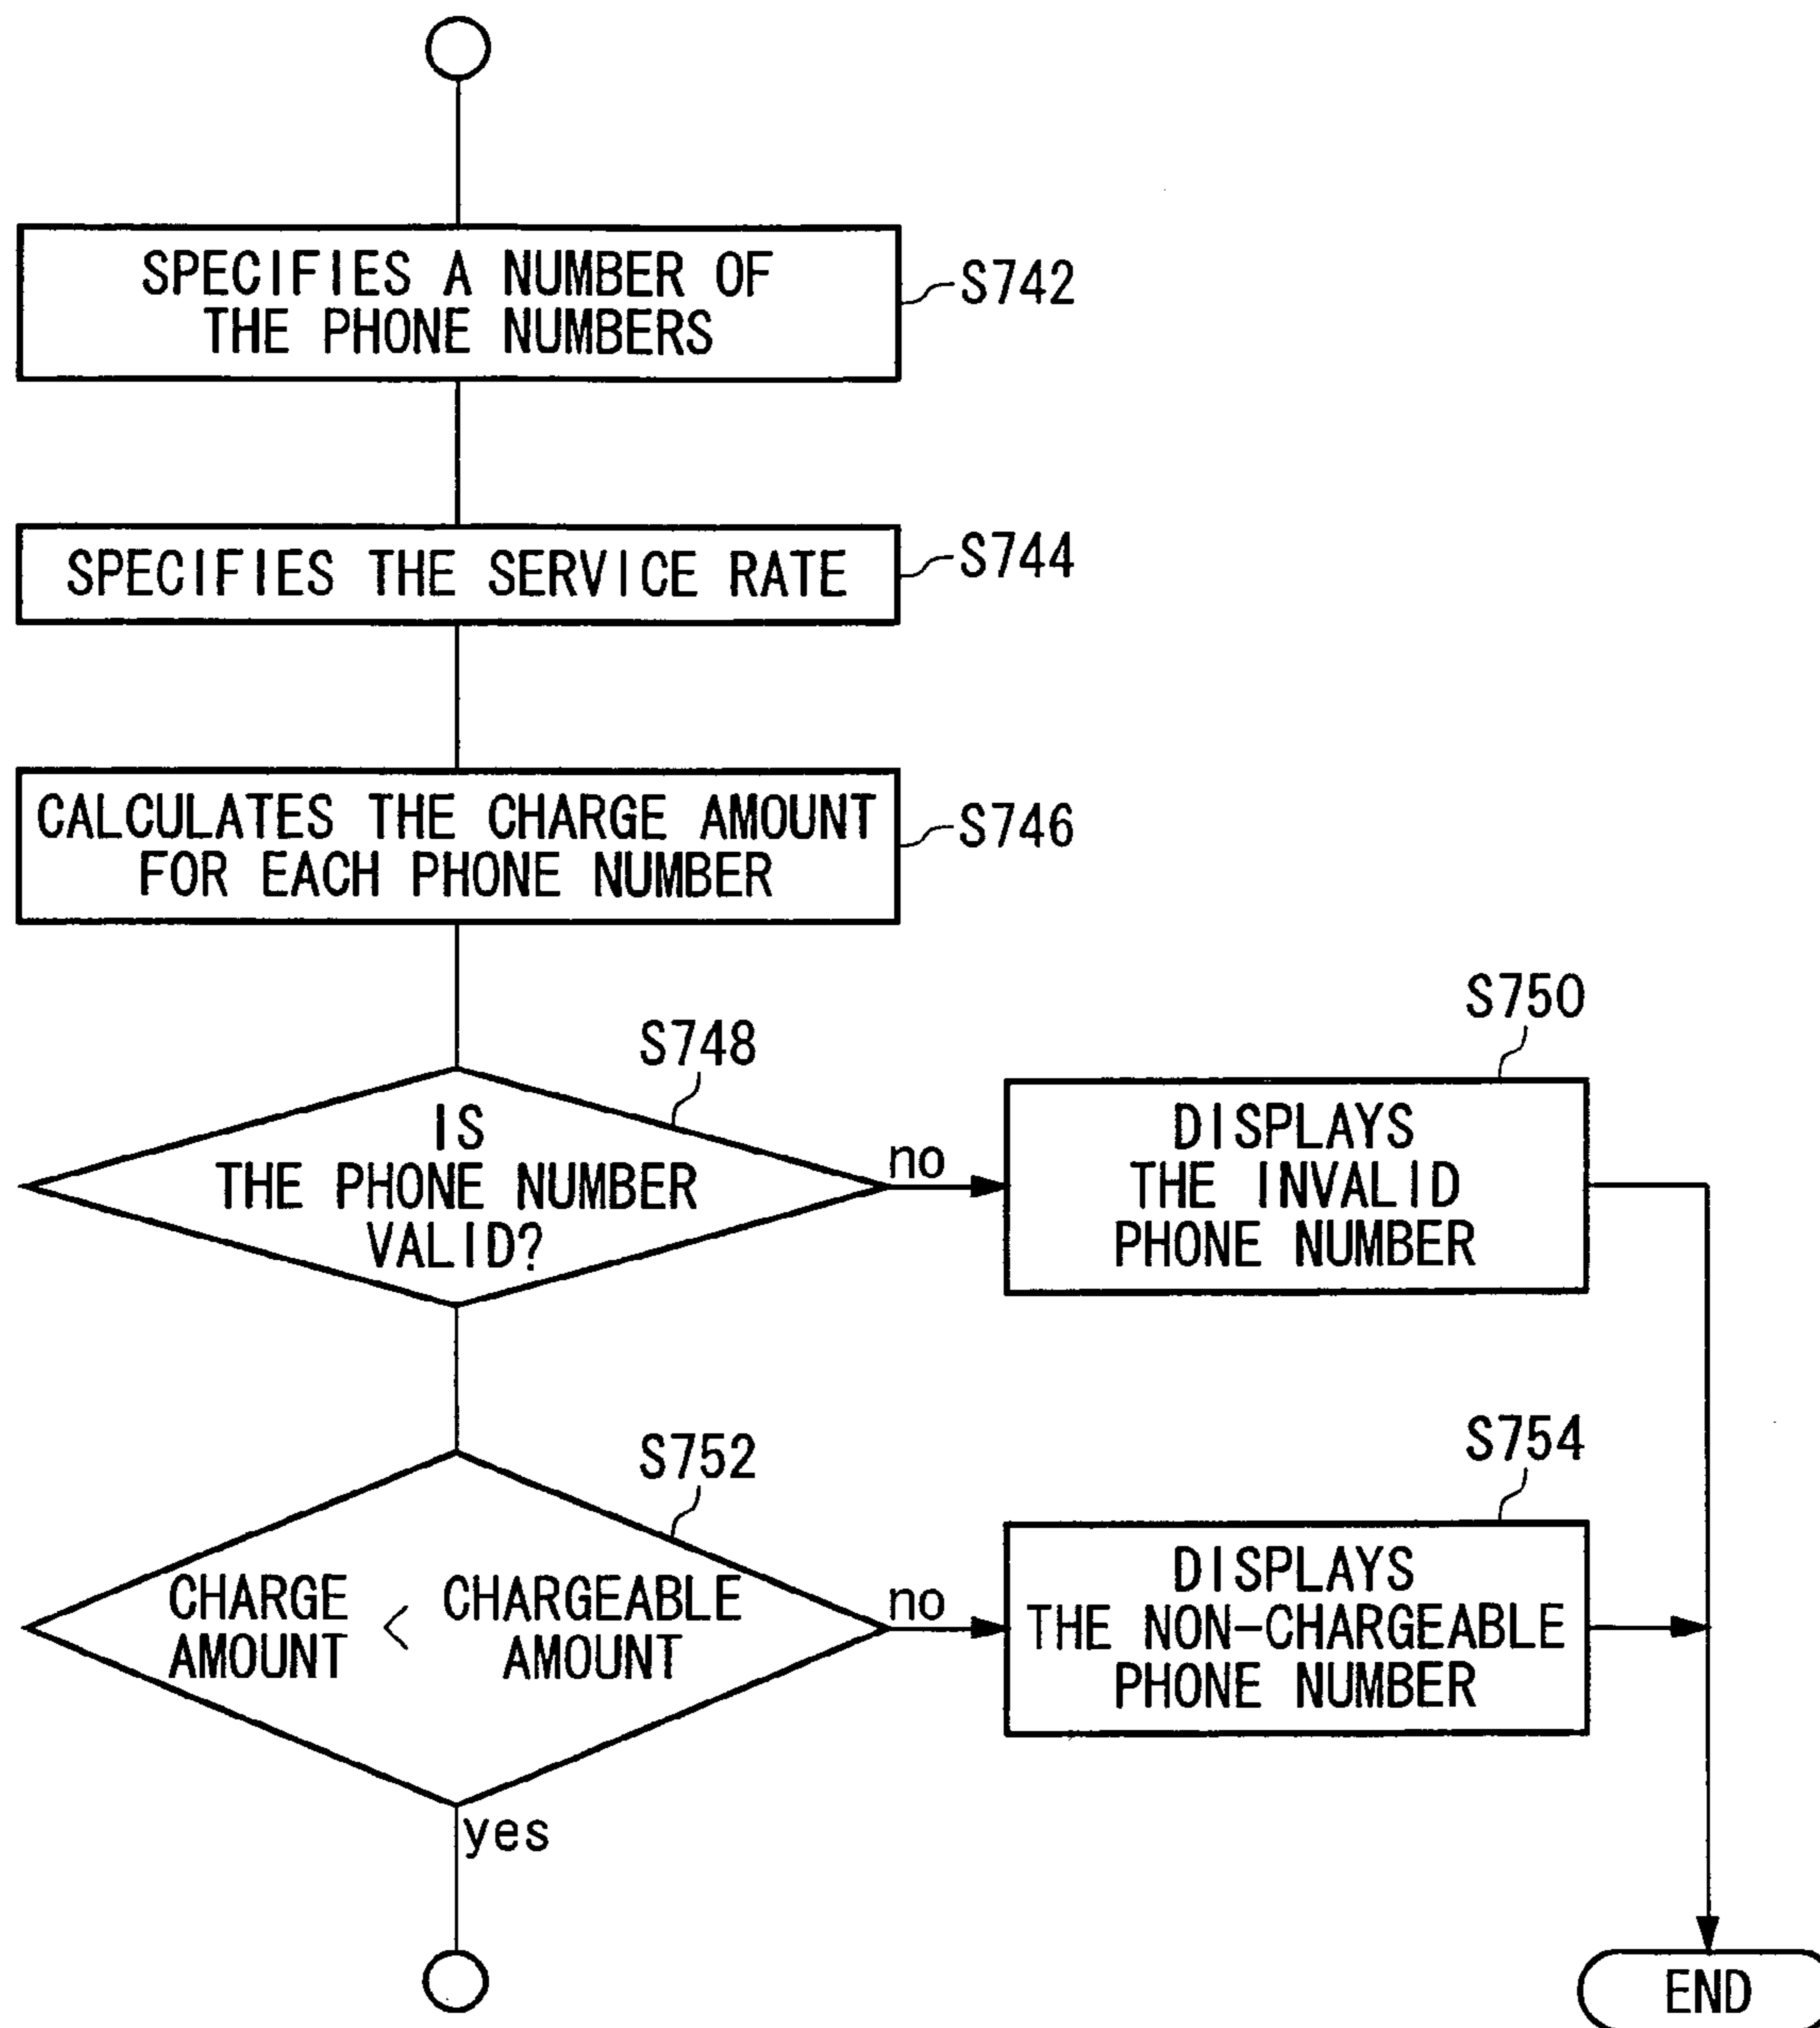 SPECIFIES A NUMBER OF
THE PHONE NUMBERS
S742
SPECIFIES THE SERVICE RATE
S744
CALCULATES THE CHARGE AMOUNT
FOR EACH PHONE NUMBER
S746
S748
IS
THE PHONE NUMBER
VALID?
no
S750
DISPLAYS
THE INVALID
PHONE NUMBER
S752
CHARGE AMOUNT < CHARGEABLE AMOUNT
no
yes
S754
DISPLAYS
THE NON-CHARGEABLE
PHONE NUMBER
END